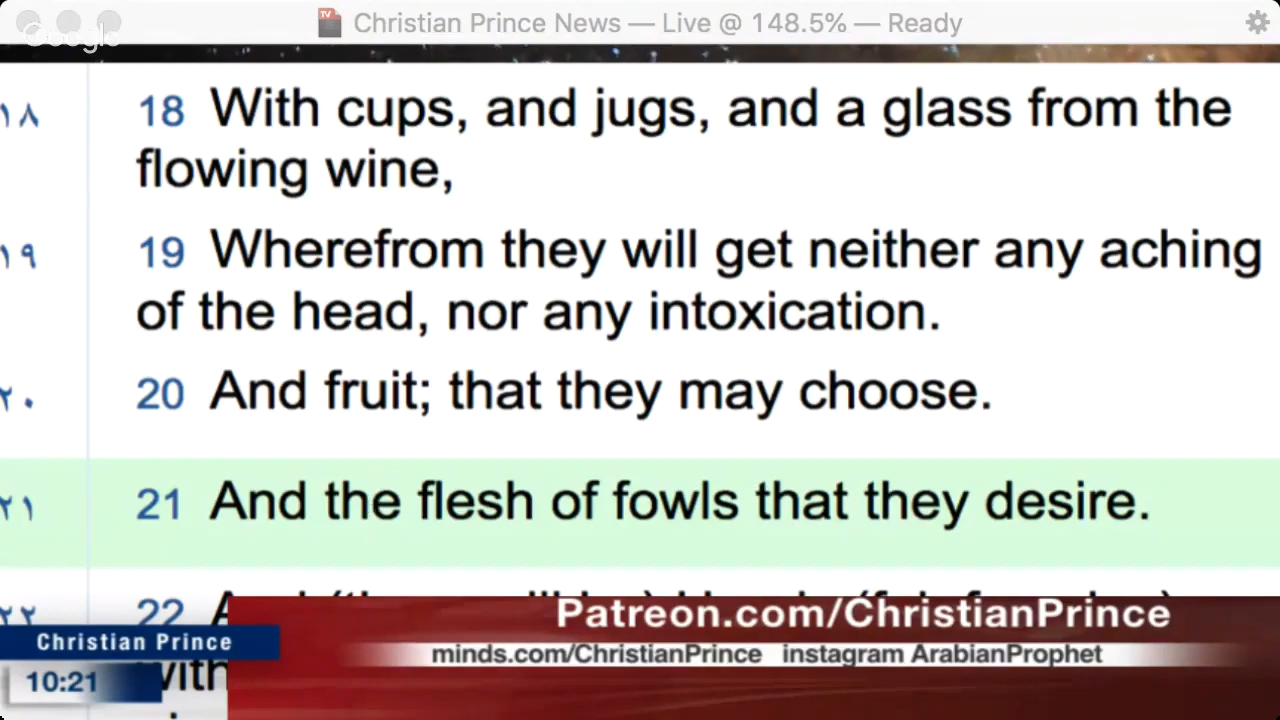 Christian Prince News — Live @ 148.5% — Ready
Google
١٨
18 With cups, and jugs, and a glass from the
flowing wine,
١٩
19 Wherefrom they will get neither any aching
of the head, nor any intoxication.
٢٠
20 And fruit; that they may choose.
٢١
21 And the flesh of fowls that they desire.
٢٢
22
with
Patreon.com/ChristianPrince
Christian Prince
minds.com/ChristianPrince instagram ArabianProphet
10:21